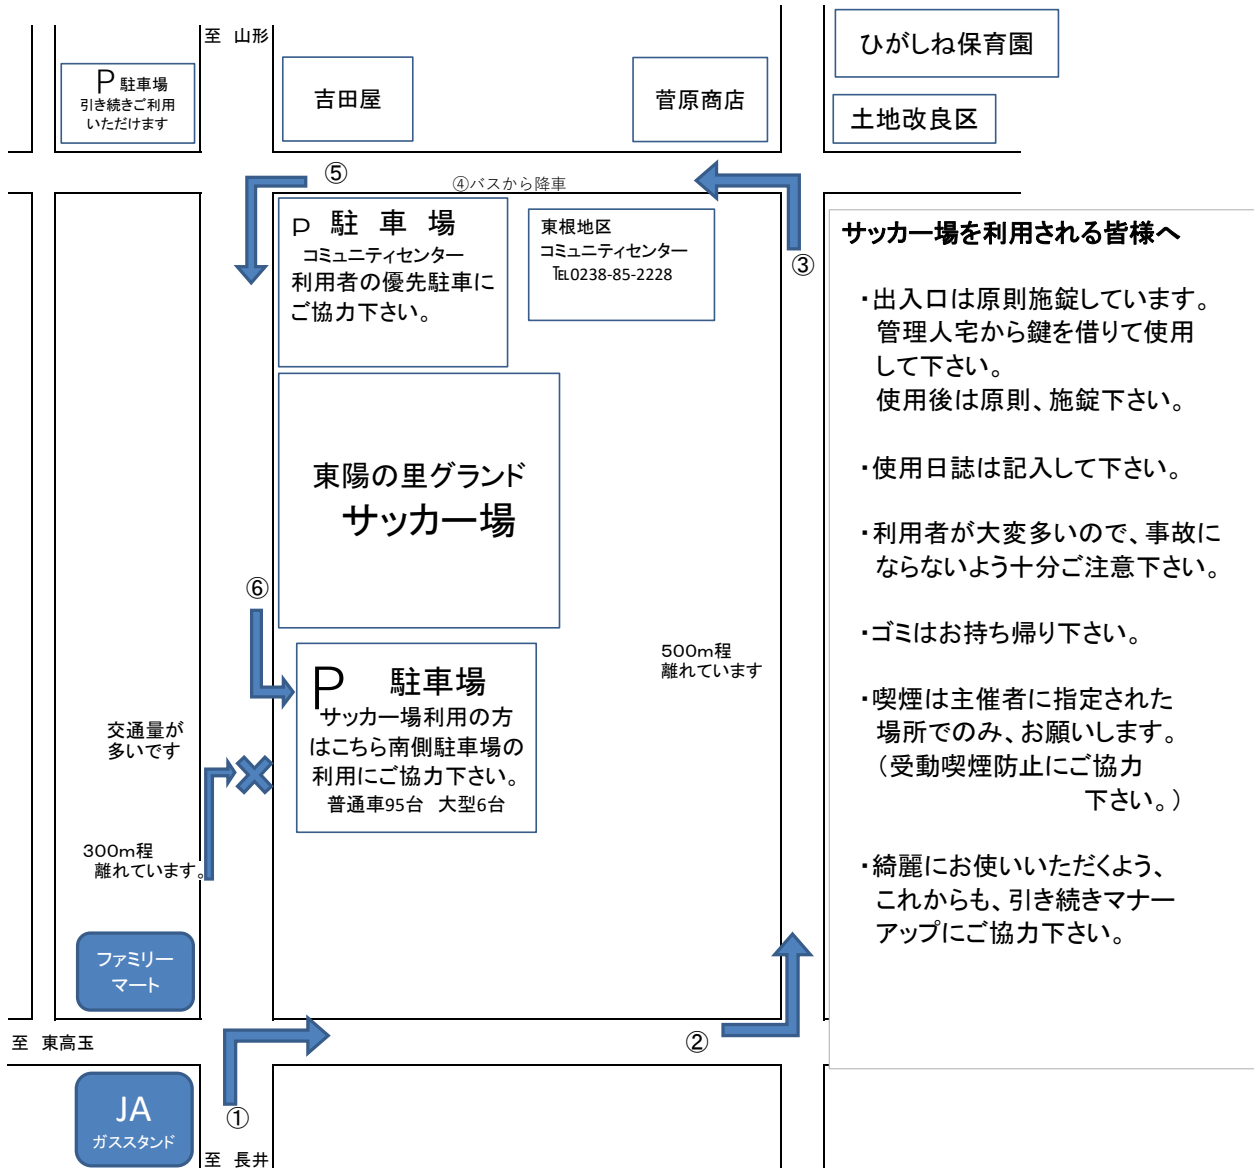 至 山形
P 駐車場
引き続きご利用
いただけます
吉田屋
菅原商店
ひがしね保育園
土地改良区
⑤
④バスから降車
③
P 駐 車 場
コミュニティセンター
利用者の優先駐車に
ご協力下さい。
東根地区
コミュニティセンター
℡0238-85-2228
東陽の里グランド
サッカー場
⑥
P 駐車場
サッカー場利用の方
はこちら南側駐車場の
利用にご協力下さい。
普通車95台 大型6台
500m程
離れています
交通量が
多いです
300m程
離れています。
ファミリー
マート
至 東高玉
②
JA
ガススタンド
①
至 長井
サッカー場を利用される皆様へ
・出入口は原則施錠しています。
管理人宅から鍵を借りて使用
して下さい。
使用後は原則、施錠下さい。
・使用日誌は記入して下さい。
・利用者が大変多いので、事故に
ならないよう十分ご注意下さい。
・ゴミはお持ち帰り下さい。
・喫煙は主催者に指定された
場所でのみ、お願いします。
（受動喫煙防止にご協力
下さい。）
・綺麗にお使いいただくよう、
これからも、引き続きマナー
アップにご協力下さい。